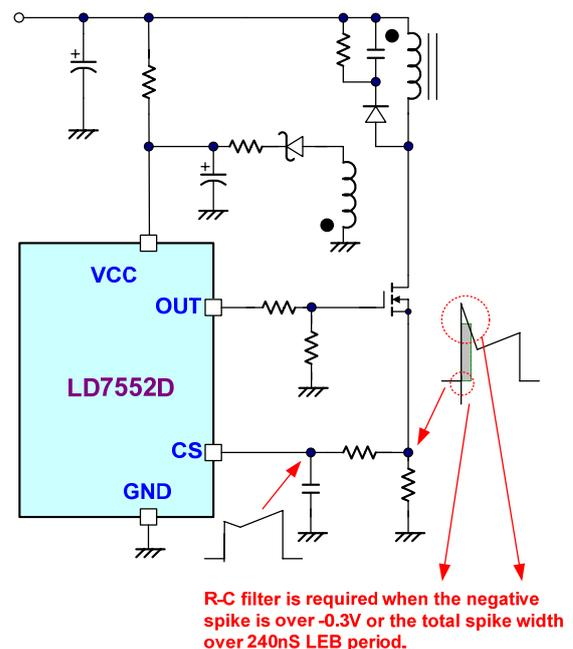 VCC
OUT
LD7552D
CS
GND
R-C filter is required when the negative
spike is over -0.3V or the total spike width
over 240nS LEB period.